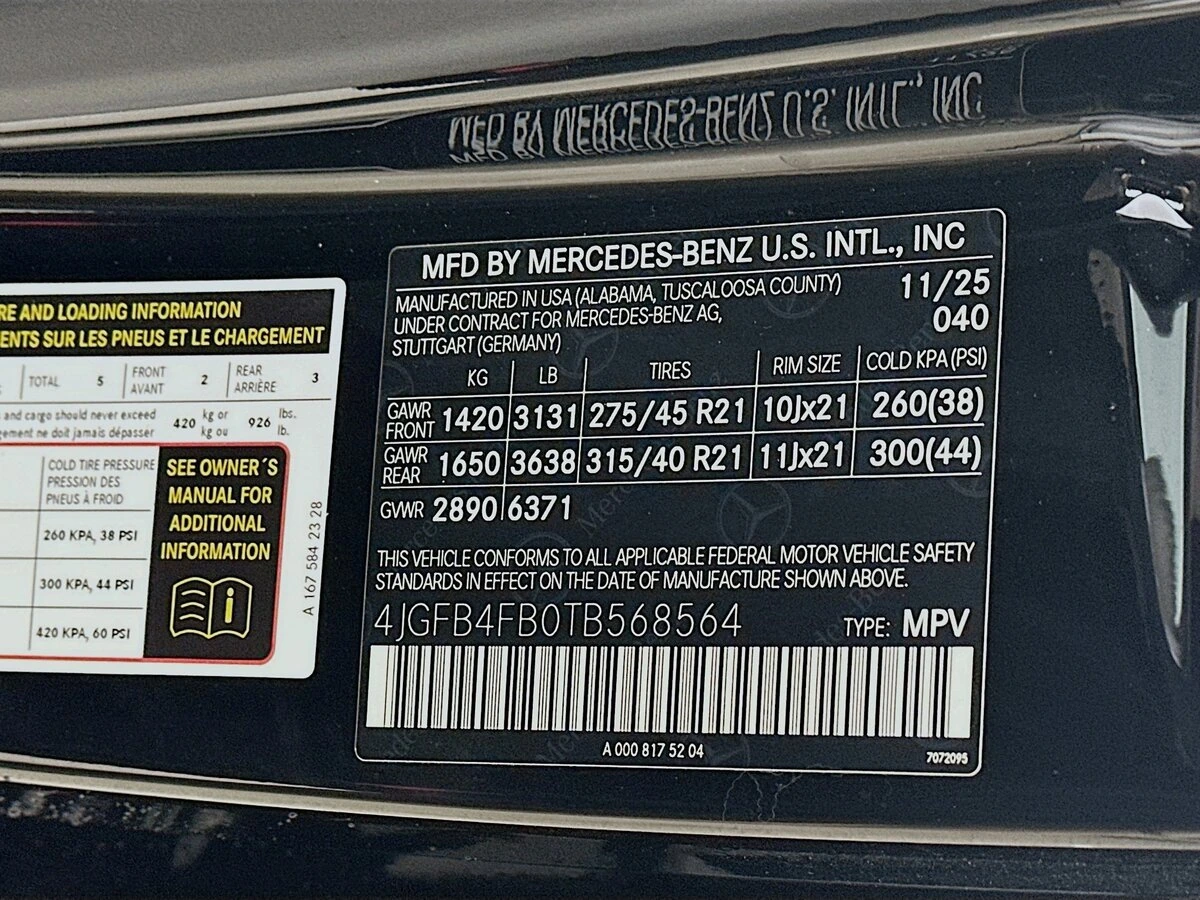 MFD BY MERCEDES-BENZ U.S. INTL., INC
RE AND LOADING INFORMATION
ENTS SUR LES PNEUS ET LE CHARGEMENT
TOTAL 5 FRONT AVANT 2 REAR ARRIÈRE 3
and cargo should never exceed 420 kg or 926 lbs.
gement ne doit jamais dépasser kg ou lb.
COLD TIRE PRESSURE
PRESSION DES
PNEUS À FROID
260 KPA, 38 PSI
300 KPA, 44 PSI
420 KPA, 60 PSI
SEE OWNER´S
MANUAL FOR
ADDITIONAL
INFORMATION
A 167 584 23 28
MFD BY MERCEDES-BENZ U.S. INTL., INC
MANUFACTURED IN USA (ALABAMA, TUSCALOOSA COUNTY) 11/25
UNDER CONTRACT FOR MERCEDES-BENZ AG, 040
STUTTGART (GERMANY)
KG LB TIRES RIM SIZE COLD KPA (PSI)
GAWR FRONT 1420 3131 275/45 R21 10Jx21 260(38)
GAWR REAR 1650 3638 315/40 R21 11Jx21 300(44)
GVWR 2890 6371
THIS VEHICLE CONFORMS TO ALL APPLICABLE FEDERAL MOTOR VEHICLE SAFETY
STANDARDS IN EFFECT ON THE DATE OF MANUFACTURE SHOWN ABOVE.
4JGFB4FB0TB568564 TYPE: MPV
A 000 817 52 04
7072095